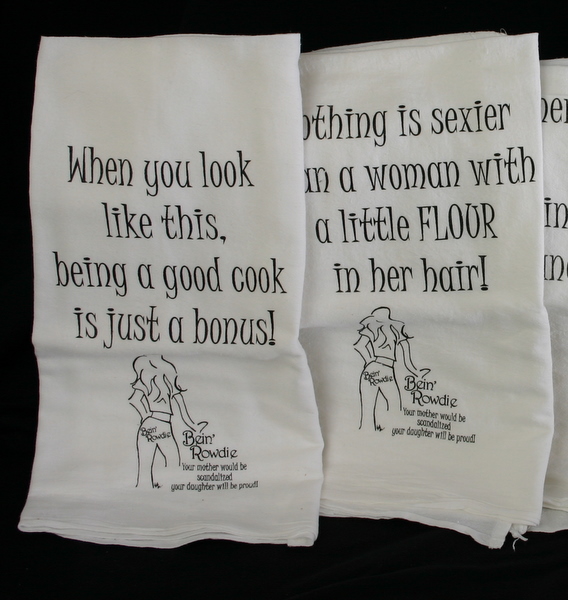 When you look
like this,
being a good cook
is just a bonus!
Bein'
Rowdie
Bein'
Rowdie
Your mother would be
scandalized
your daughter will be proud!
is sexier
a woman with
a little FLOUR
in her hair!
Bein'
Rowdie
Bein'
Rowdie
Your mother would be
scandalized
your daughter will be proud!